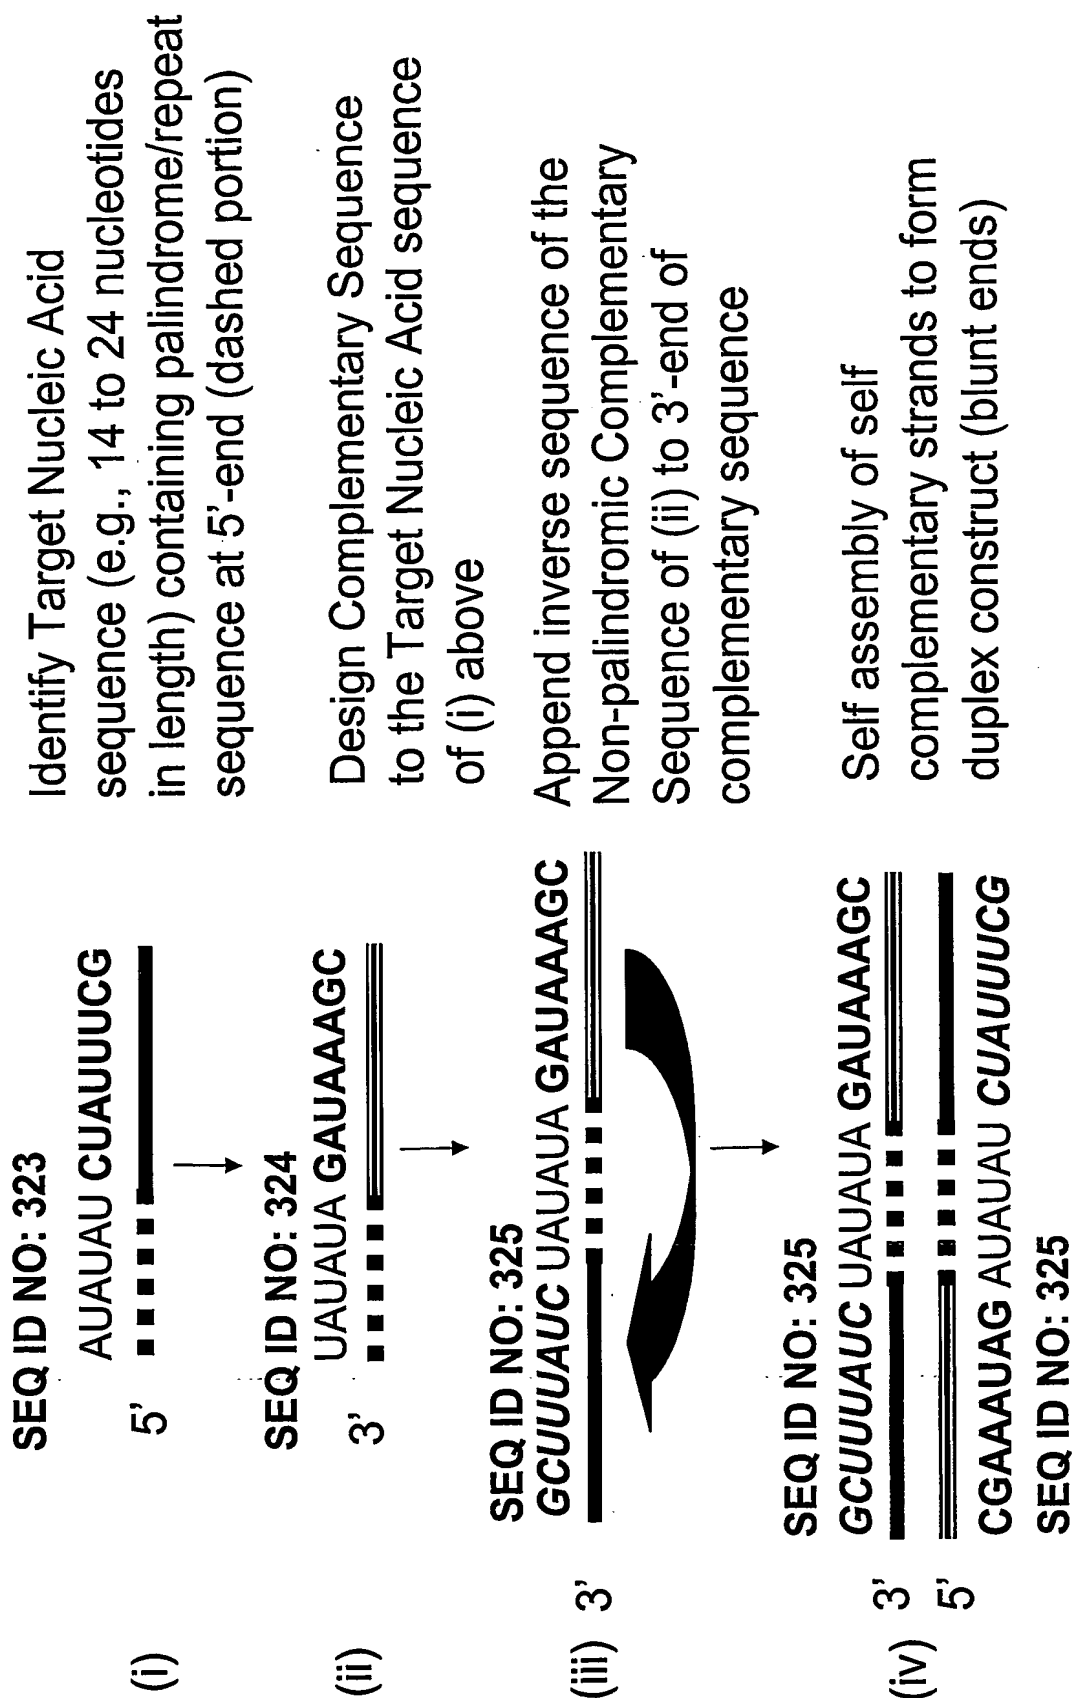 SEQ ID NO: 323
AUAUAU CUAUUUCG
(i)
5'
Identify Target Nucleic Acid
sequence (e.g., 14 to 24 nucleotides
in length) containing palindrome/repeat
sequence at 5'-end (dashed portion)
SEQ ID NO: 324
UAUAUA GAUAAAGC
(ii)
3'
Design Complementary Sequence
to the Target Nucleic Acid sequence
of (i) above
SEQ ID NO: 325
GCUUUAUC UAUAUA GAUAAAGC
(iii) 3'
Append inverse sequence of the
Non-palindromic Complementary
Sequence of (ii) to 3'-end of
complementary sequence
SEQ ID NO: 325
GCUUUAUC UAUAUA GAUAAAGC
3'
(iv)
5'
CGAAAUAG AUAUAU CUAUUUCG
SEQ ID NO: 325
Self assembly of self
complementary strands to form
duplex construct (blunt ends)